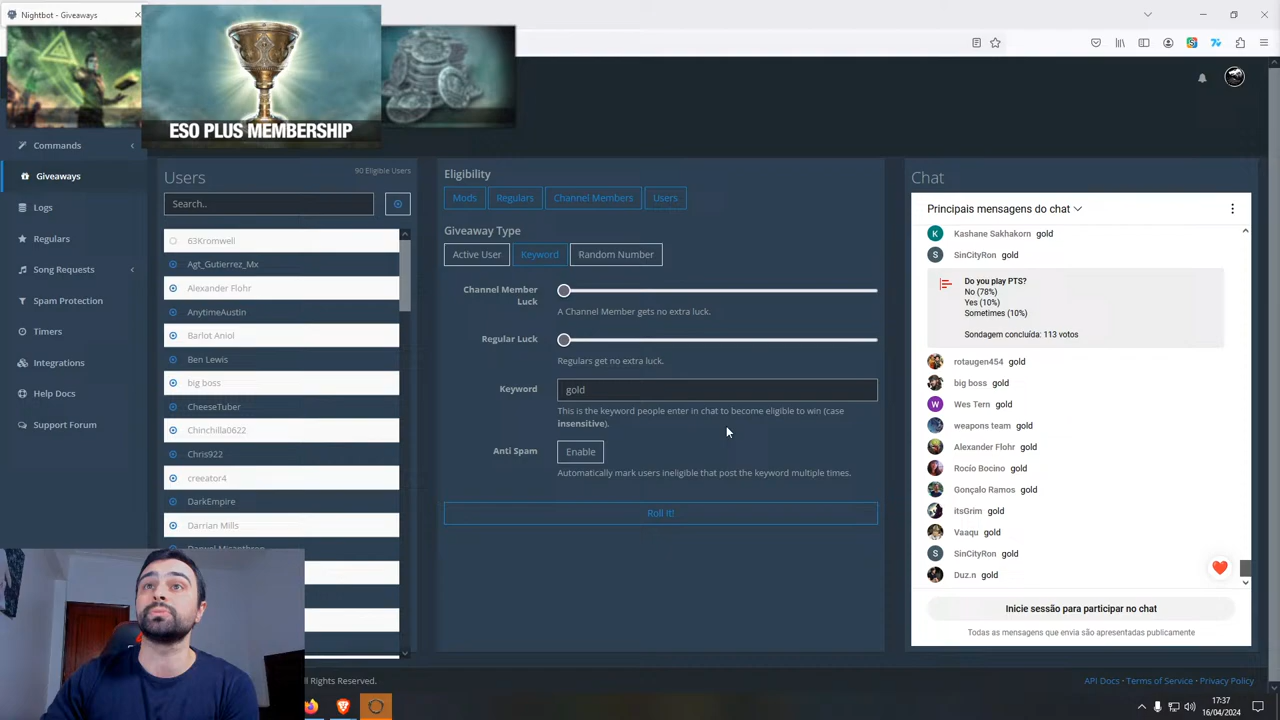 Nightbot - Giveaways
ESO PLUS MEMBERSHIP
Commands
Giveaways
Logs
Regulars
Song Requests
Spam Protection
Timers
Integrations
Help Docs
Support Forum
Users
90 Eligible Users
Search..
63Kromwell
Agt_Gutierrez_Mx
Alexander Flohr
AnytimeAustin
Barlot Aniol
Ben Lewis
big boss
CheeseTuber
Chinchilla0622
Chris922
creeator4
DarkEmpire
Darrian Mills
Eligibility
Mods
Regulars
Channel Members
Users
Giveaway Type
Active User
Keyword
Random Number
Channel Member
Luck
A Channel Member gets no extra luck.
Regular Luck
Regulars get no extra luck.
Keyword
gold
This is the keyword people enter in chat to become eligible to win (case
insensitive).
Anti Spam
Enable
Automatically mark users ineligible that post the keyword multiple times.
Roll It!
Chat
Principais mensagens do chat
K Kashane Sakhakorn gold
S SinCityRon gold
Do you play PTS?
No (78%)
Yes (10%)
Sometimes (10%)
Sondagem concluída: 113 votos
rotaugen454 gold
big boss gold
W Wes Tern gold
weapons team gold
Alexander Flohr gold
Rocío Bocino gold
Gonçalo Ramos gold
itsGrim gold
Vaaqu gold
S SinCityRon gold
Duz.n gold
Inicie sessão para participar no chat
Todas as mensagens que envia são apresentadas publicamente
ll Rights Reserved.
API Docs · Terms of Service · Privacy Policy
17:37
16/04/2024